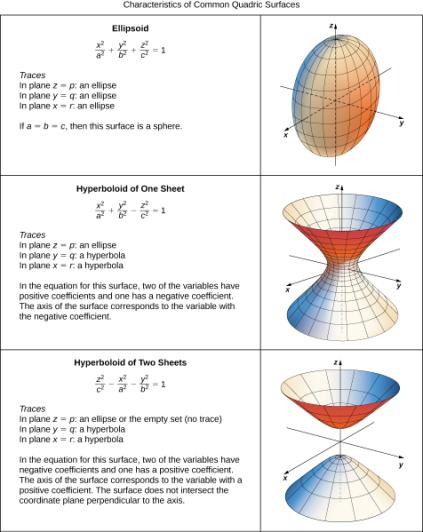 Characteristics of Common Quadric Surfaces
Ellipsoid
x²/a² + y²/b² + z²/c² = 1
Traces
In plane z = p: an ellipse
In plane y = q: an ellipse
In plane x = r: an ellipse
If a = b = c, then this surface is a sphere.
z
x
y
Hyperboloid of One Sheet
x²/a² + y²/b² − z²/c² = 1
Traces
In plane z = p: an ellipse
In plane y = q: a hyperbola
In plane x = r: a hyperbola
In the equation for this surface, two of the variables have
positive coefficients and one has a negative coefficient.
The axis of the surface corresponds to the variable with
the negative coefficient.
z
x
y
Hyperboloid of Two Sheets
z²/c² − x²/a² − y²/b² = 1
Traces
In plane z = p: an ellipse or the empty set (no trace)
In plane y = q: a hyperbola
In plane x = r: a hyperbola
In the equation for this surface, two of the variables have
negative coefficients and one has a positive coefficient.
The axis of the surface corresponds to the variable with a
positive coefficient. The surface does not intersect the
coordinate plane perpendicular to the axis.
z
x
y